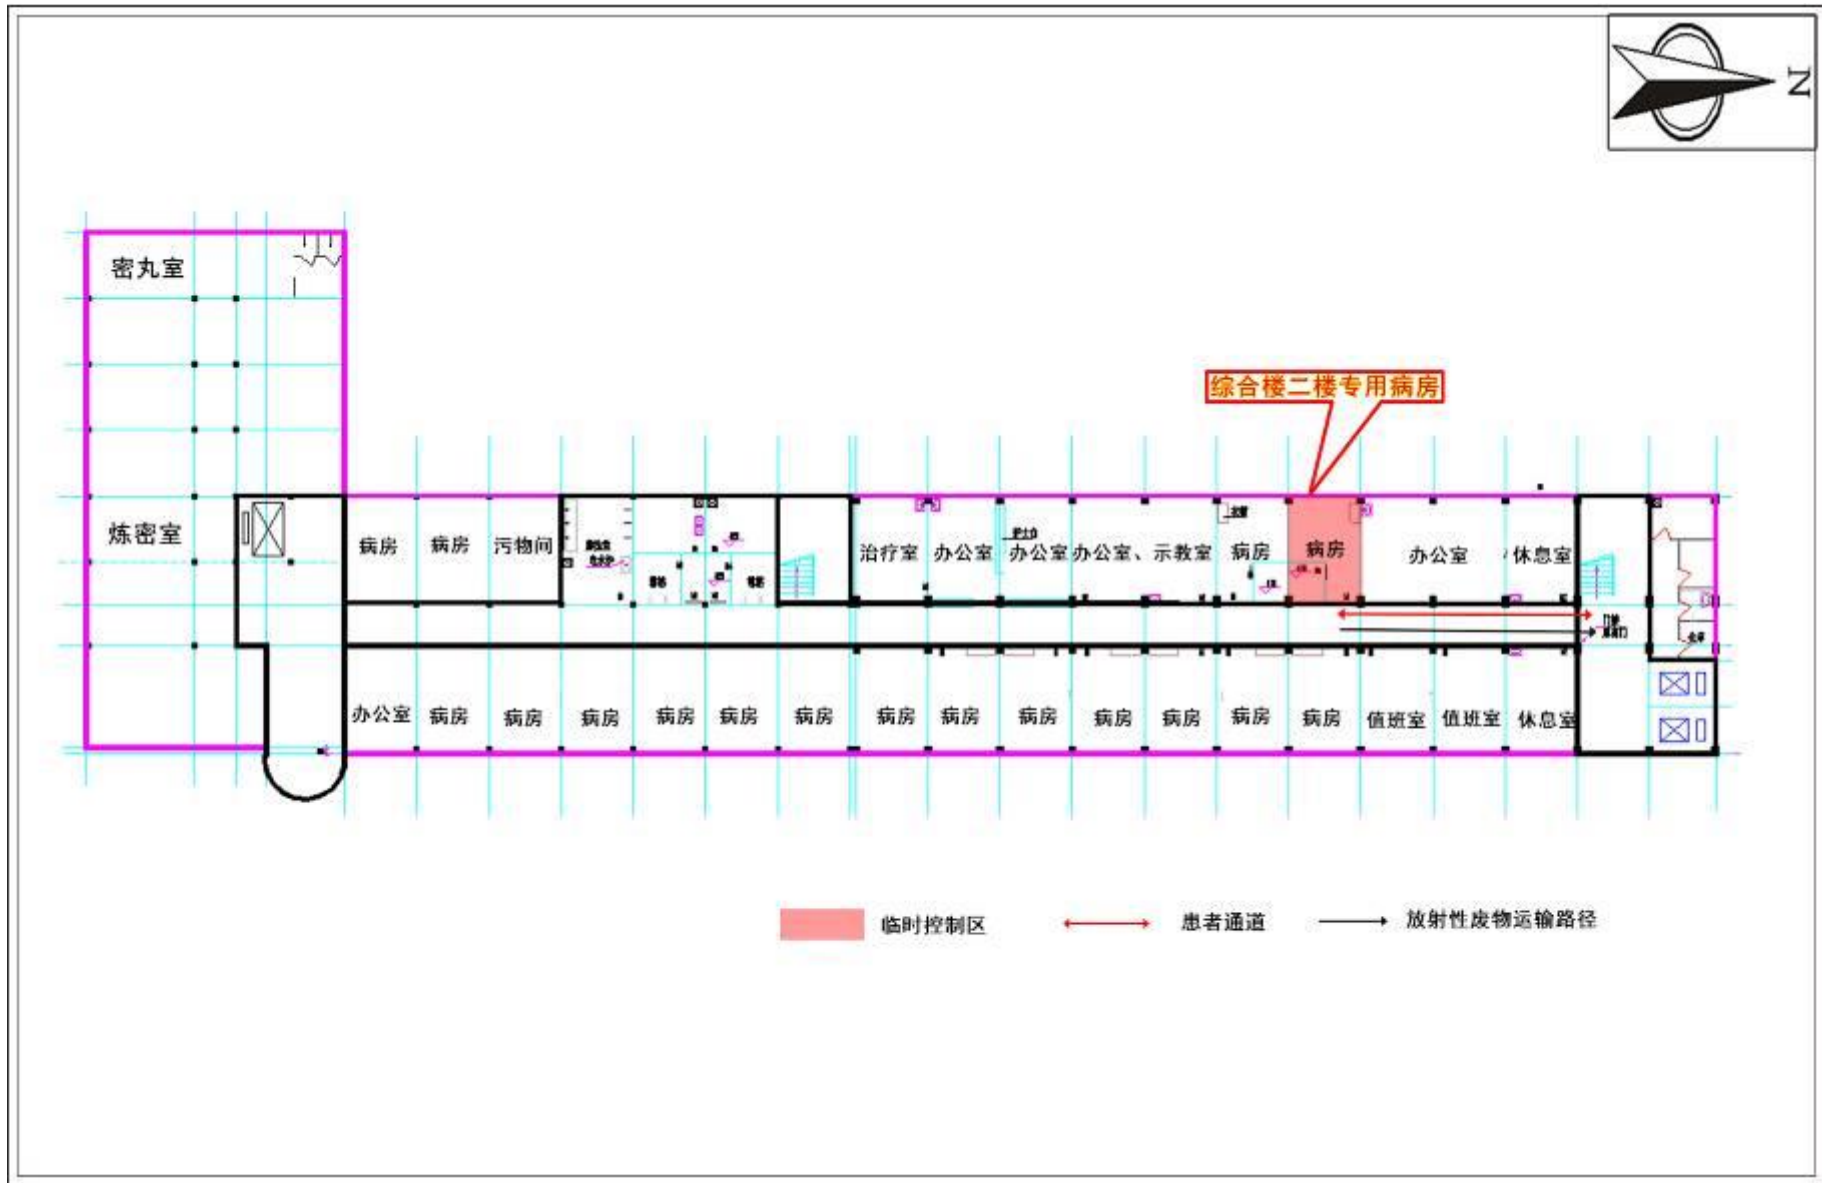 N
密丸室
综合楼二楼专用病房
炼密室
病房
病房
污物间
治疗室
办公室
办公室
办公室、示教室
病房
病房
办公室
休息室
办公室
病房
病房
病房
病房
病房
病房
病房
病房
病房
病房
病房
病房
病房
值班室
值班室
休息室
临时控制区
患者通道
放射性废物运输路径